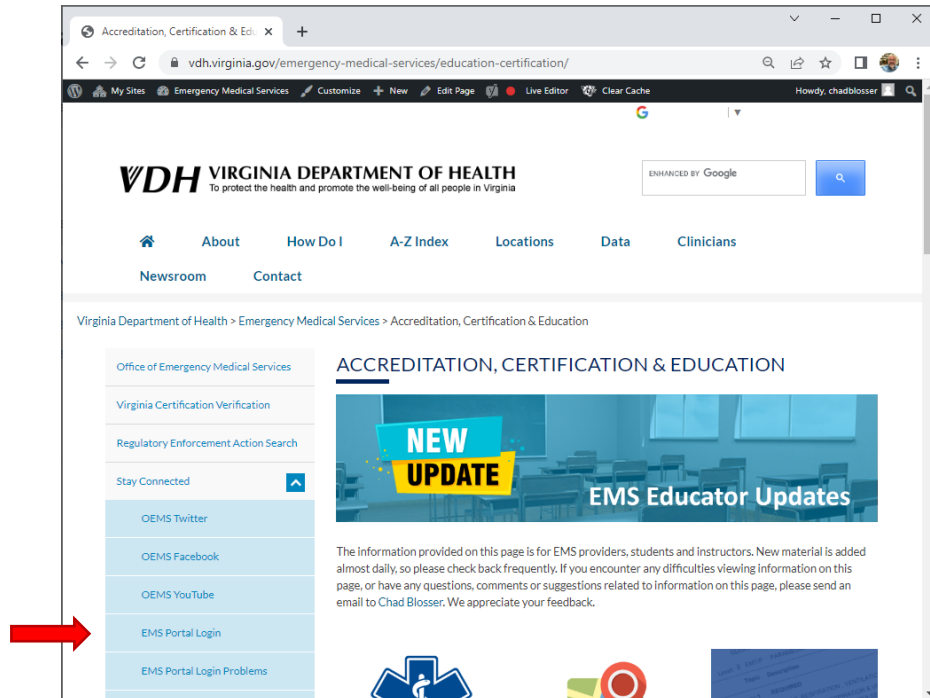 Accreditation, Certification & Edu
vdh.virginia.gov/emergency-medical-services/education-certification/
My Sites Emergency Medical Services Customize New Edit Page Live Editor Clear Cache Howdy, chadblosser
G
VDH VIRGINIA DEPARTMENT OF HEALTH
To protect the health and promote the well-being of all people in Virginia
ENHANCED BY Google
About How Do I A-Z Index Locations Data Clinicians
Newsroom Contact
Virginia Department of Health > Emergency Medical Services > Accreditation, Certification & Education
Office of Emergency Medical Services
Virginia Certification Verification
Regulatory Enforcement Action Search
Stay Connected
OEMS Twitter
OEMS Facebook
OEMS YouTube
EMS Portal Login
EMS Portal Login Problems
ACCREDITATION, CERTIFICATION & EDUCATION
NEW
UPDATE
EMS Educator Updates
The information provided on this page is for EMS providers, students and instructors. New material is added
almost daily, so please check back frequently. If you encounter any difficulties viewing information on this
page, or have any questions, comments or suggestions related to information on this page, please send an
email to Chad Blosser. We appreciate your feedback.